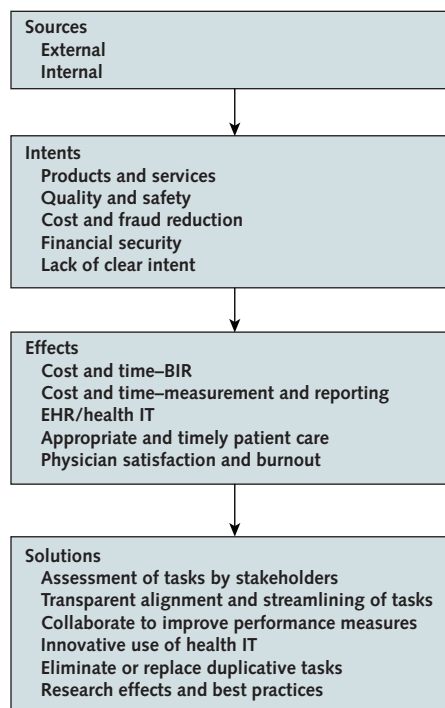 Sources
External
Internal
Intents
Products and services
Quality and safety
Cost and fraud reduction
Financial security
Lack of clear intent
Effects
Cost and time–BIR
Cost and time–measurement and reporting
EHR/health IT
Appropriate and timely patient care
Physician satisfaction and burnout
Solutions
Assessment of tasks by stakeholders
Transparent alignment and streamlining of tasks
Collaborate to improve performance measures
Innovative use of health IT
Eliminate or replace duplicative tasks
Research effects and best practices